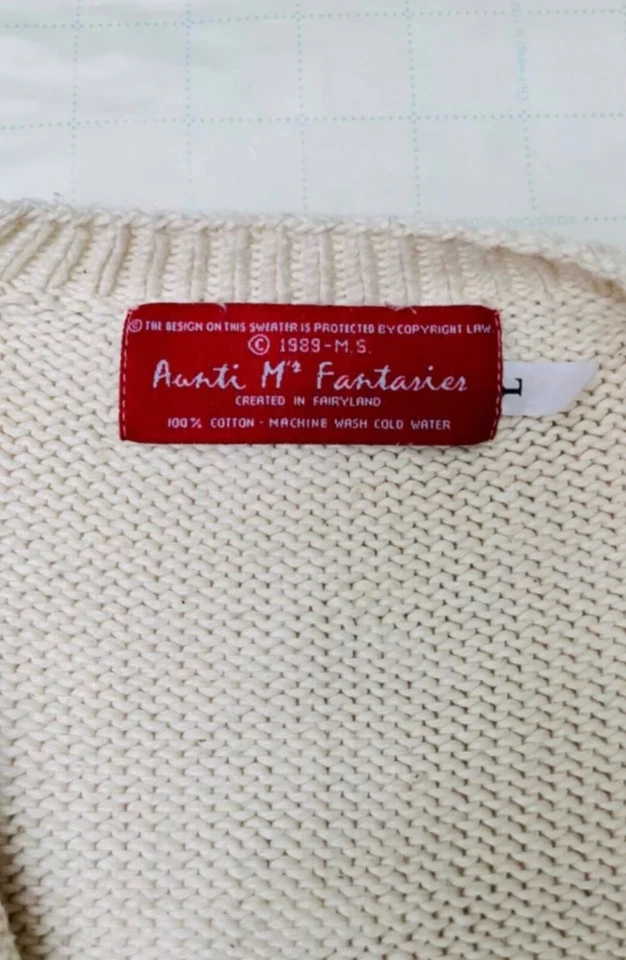 © THE DESIGN ON THIS SWEATER IS PROTECTED BY COPYRIGHT LAW.
© 1989-M.S.
Aunti M's Fantasies
CREATED IN FAIRYLAND
100% COTTON - MACHINE WASH COLD WATER
L